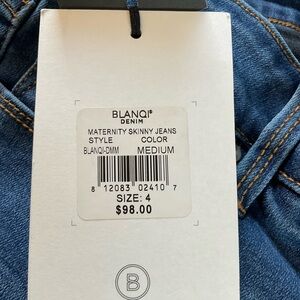 BLANQI®
DENIM
MATERNITY SKINNY JEANS
STYLE COLOR
BLANQI-DMM MEDIUM
8 12083 02410 7
SIZE: 4
$98.00
B